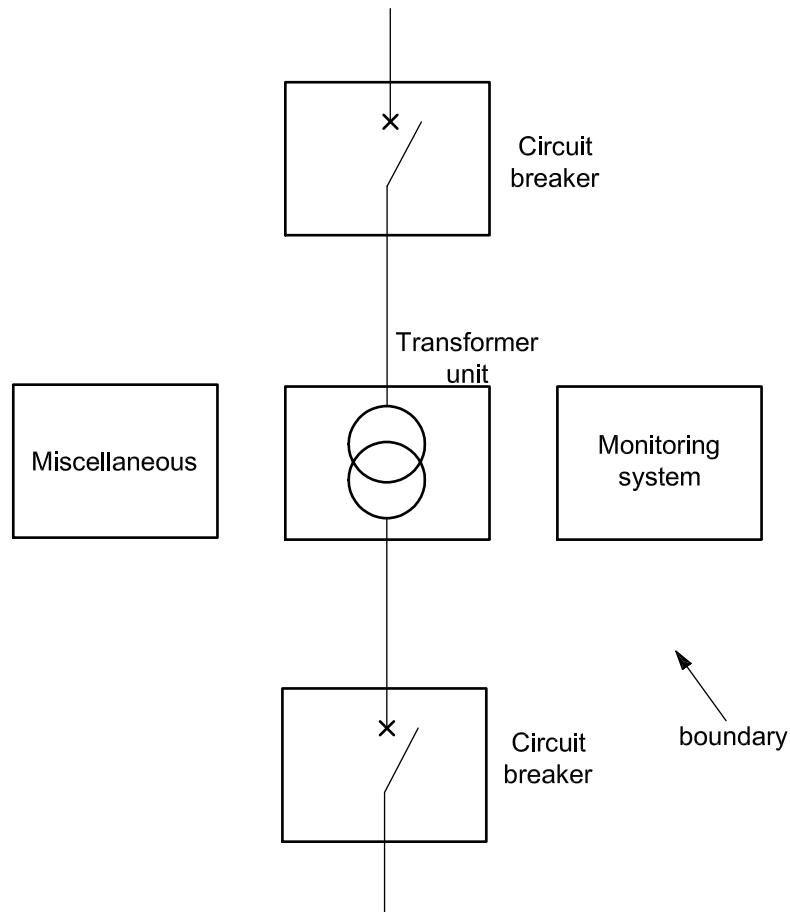 Circuit
breaker
Transformer
unit
Miscellaneous
Monitoring
system
boundary
Circuit
breaker